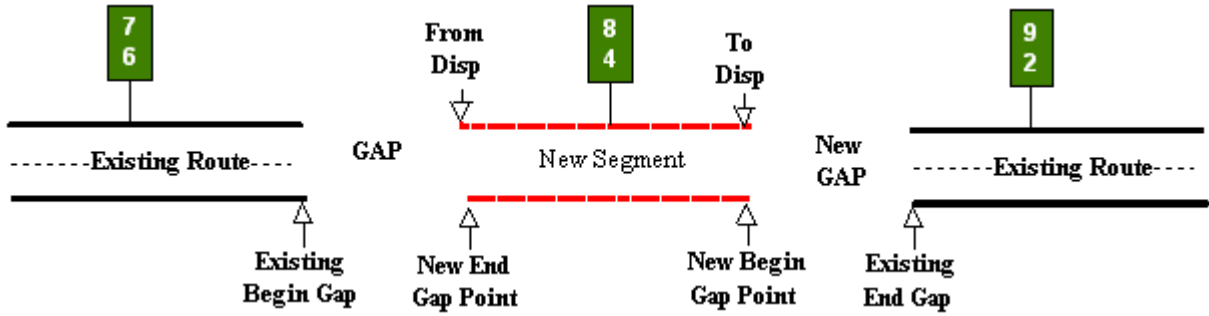 7
6
From
Disp
8
4
To
Disp
9
2
-------Existing Route----
GAP
New Segment
New
GAP
------Existing Route----
Existing
Begin Gap
New End
Gap Point
New Begin
Gap Point
Existing
End Gap